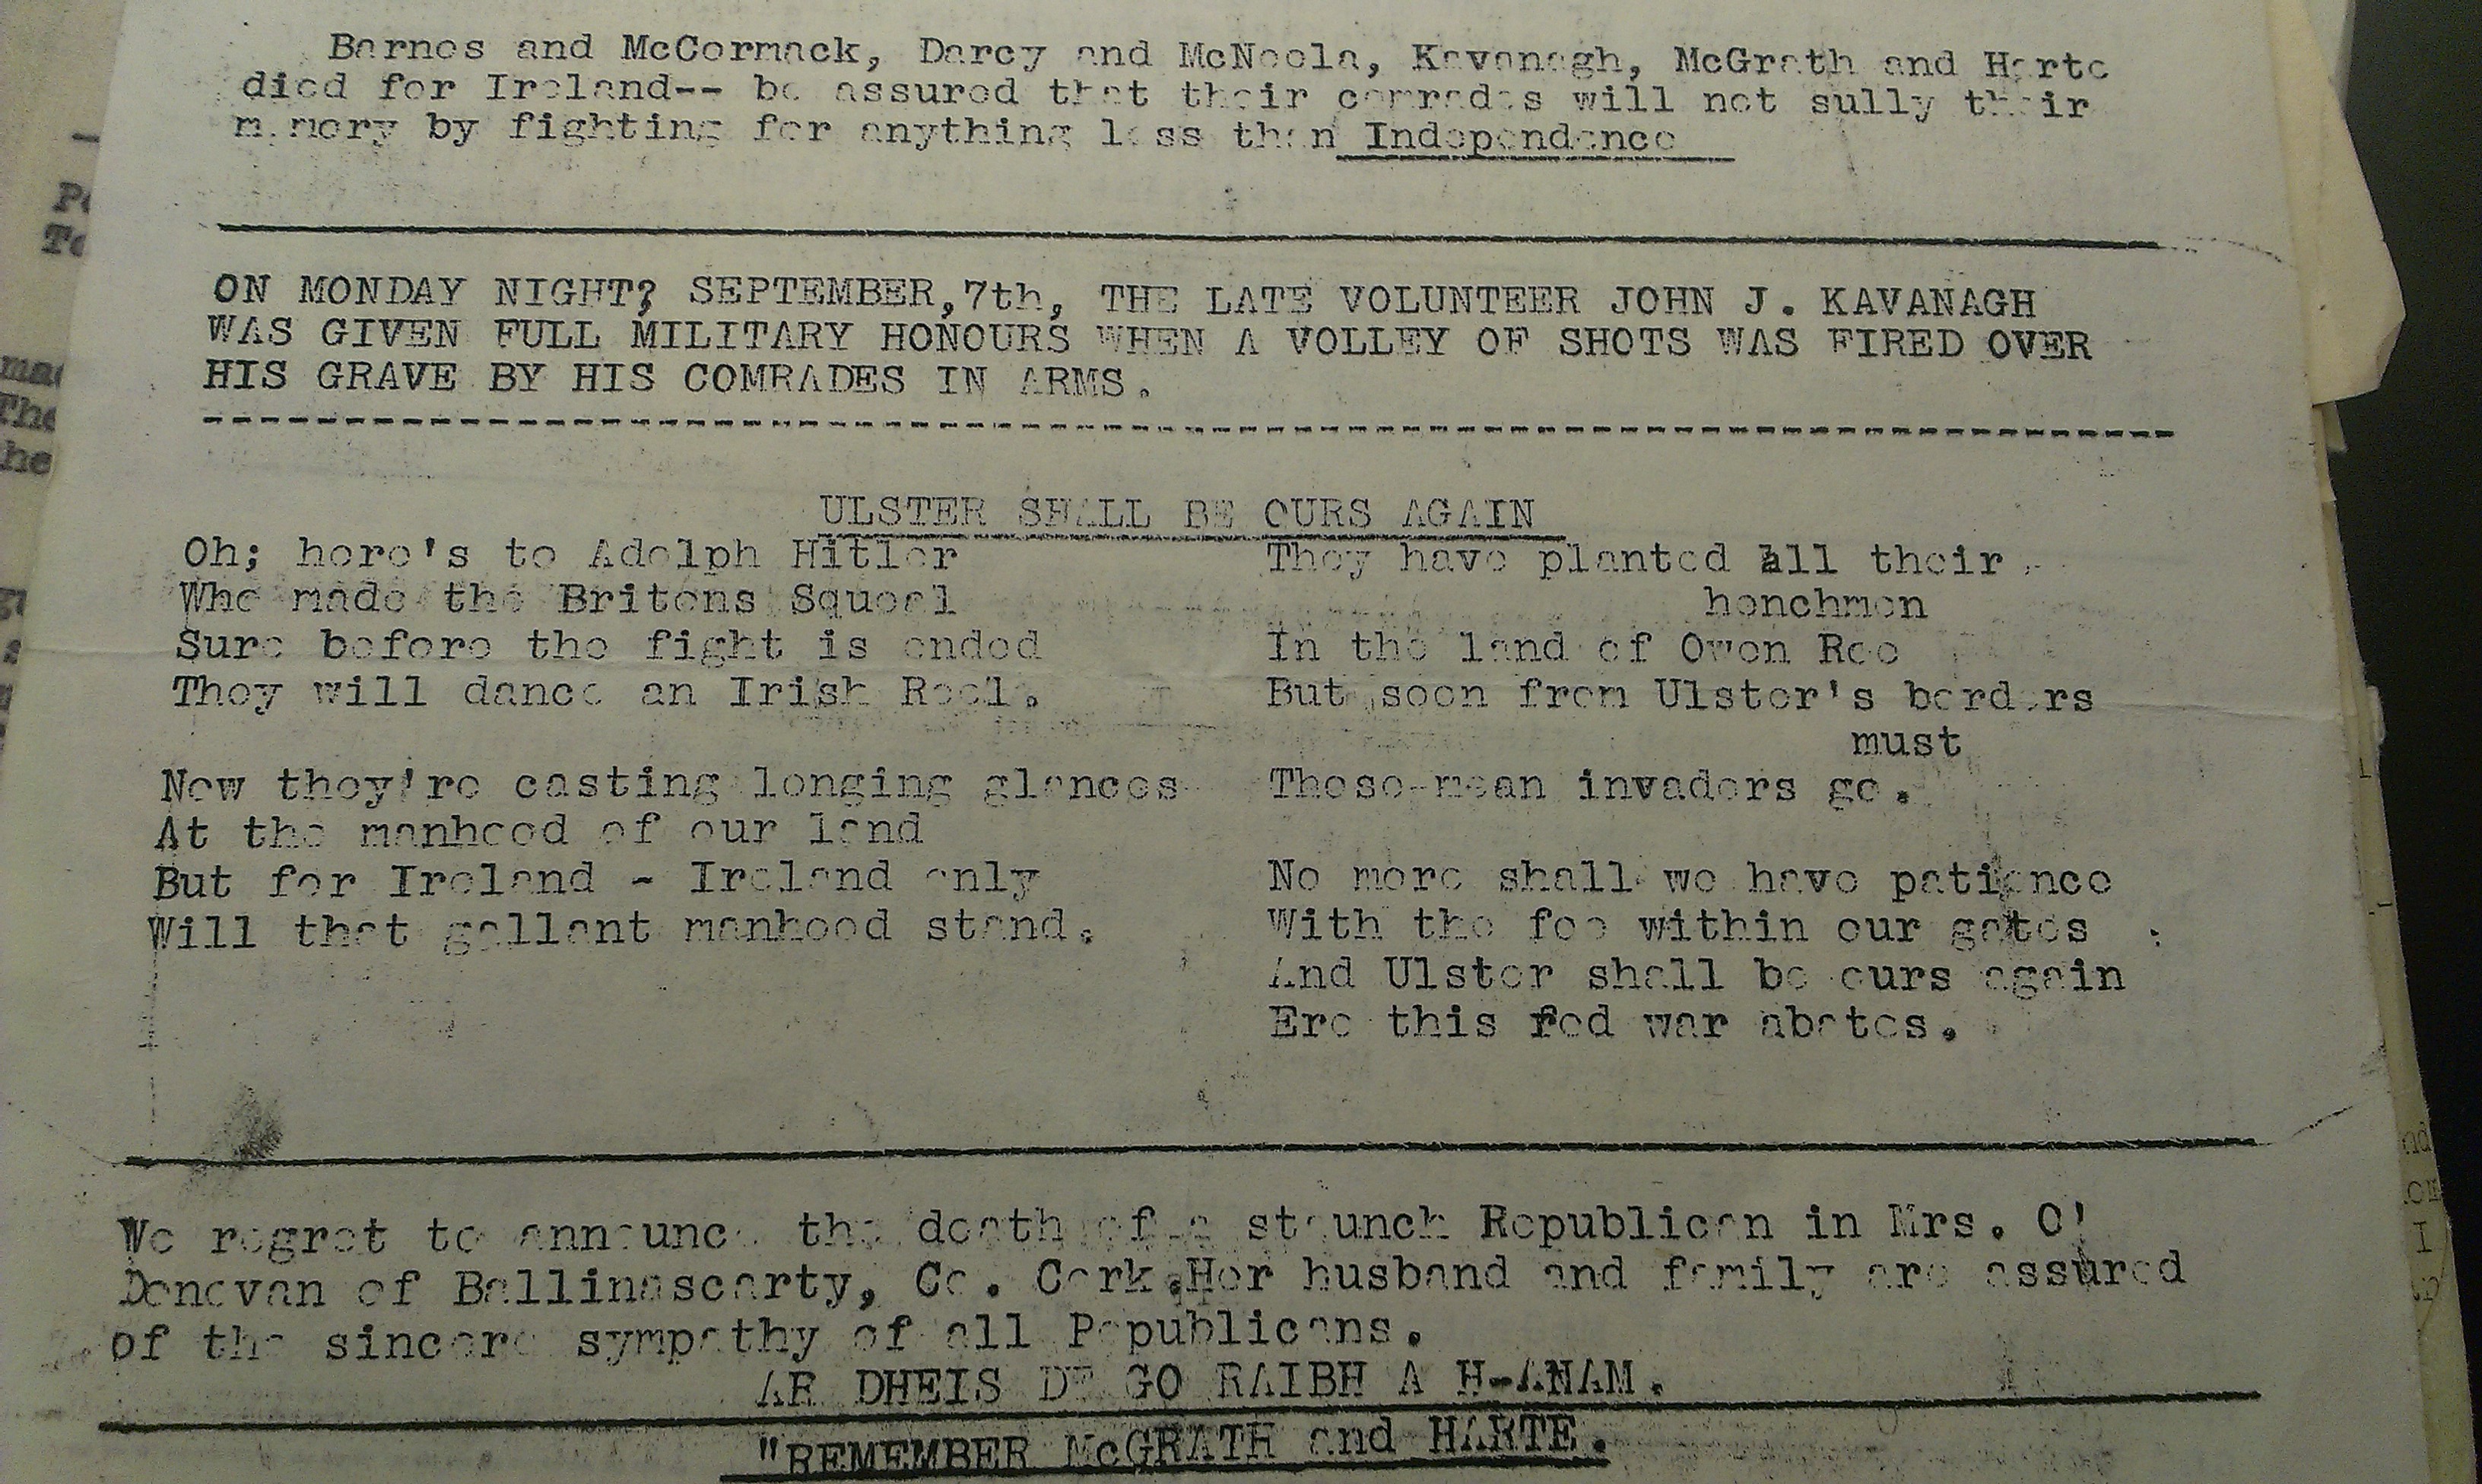 Barnes and McCormack, Darcy and McNeela, Kavanagh, McGrath and Harte
died for Ireland-- be assured that their comrades will not sully their
memory by fighting for anything less than Independence
ON MONDAY NIGHT? SEPTEMBER,7th, THE LATE VOLUNTEER JOHN J. KAVANAGH
WAS GIVEN FULL MILITARY HONOURS WHEN A VOLLEY OF SHOTS WAS FIRED OVER
HIS GRAVE BY HIS COMRADES IN ARMS.
ULSTER SHALL BE OURS AGAIN
Oh; here's to Adolph Hitler
Who made the Britons Squeal
Sure before the fight is ended
They will dance an Irish Reel.
Now they're casting longing glances
At the manhood of our land
But for Ireland - Ireland only
Will that gallant manhood stand.
They have planted all their
henchmen
In the land of Owen Roe
But soon from Ulster's borders
must
These mean invaders go.
No more shall we have patience
With the foe within our gates
And Ulster shall be ours again
Ere this red war abates.
We regret to announce the death of a staunch Republican in Mrs. O'
Donovan of Ballinascarty, Co. Cork.Her husband and family are assured
of the sincere sympathy of all Republicans.
AR DHEIS DE GO RAIBH A H-ANAM.
"REMEMBER McGRATH and HARTE.